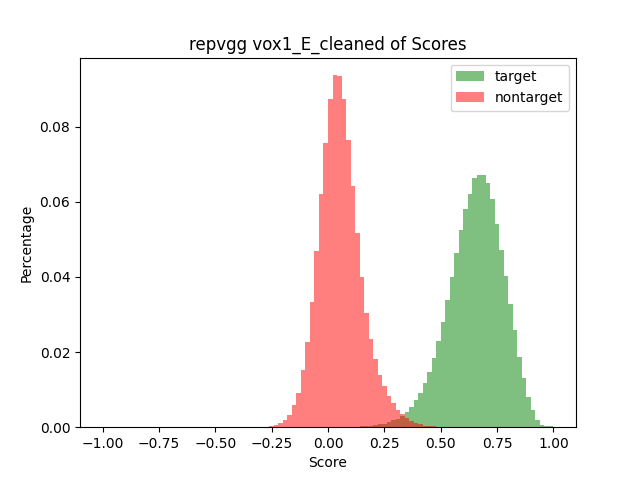 repvgg vox1_E_cleaned of Scores
target
nontarget
Percentage
0.08
0.06
0.04
0.02
0.00
−1.00 −0.75 −0.50 −0.25 0.00 0.25 0.50 0.75 1.00
Score